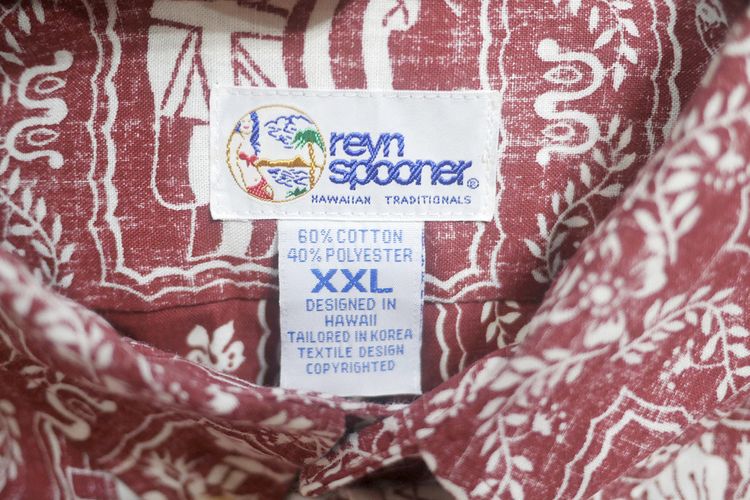 reyn
spooner®
HAWAIIAN TRADITIONALS
60% COTTON
40% POLYESTER
XXL
DESIGNED IN
HAWAII
TAILORED IN KOREA
TEXTILE DESIGN
COPYRIGHTED